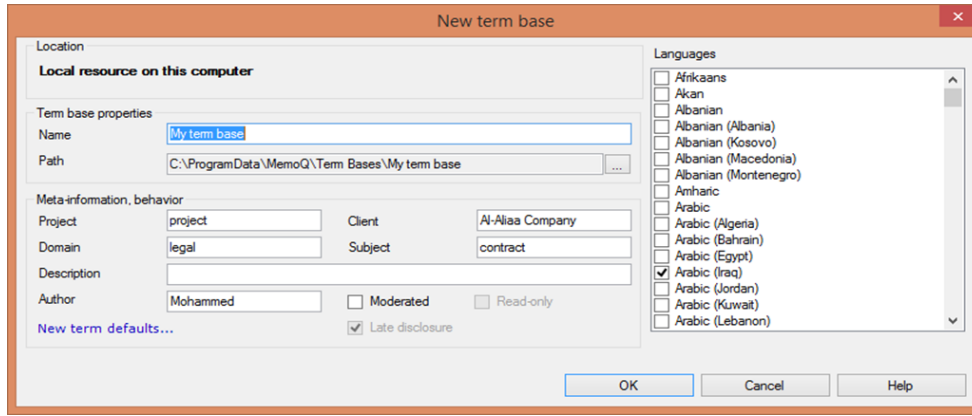 New term base
Location
Local resource on this computer
Term base properties
Name My term base
Path C:\ProgramData\MemoQ\Term Bases\My term base ...
Meta-information, behavior
Project project Client Al-Aliaa Company
Domain legal Subject contract
Description
Author Mohammed Moderated Read-only
New term defaults... Late disclosure
Languages
Afrikaans
Akan
Albanian
Albanian (Albania)
Albanian (Kosovo)
Albanian (Macedonia)
Albanian (Montenegro)
Amharic
Arabic
Arabic (Algeria)
Arabic (Bahrain)
Arabic (Egypt)
Arabic (Iraq)
Arabic (Jordan)
Arabic (Kuwait)
Arabic (Lebanon)
OK Cancel Help